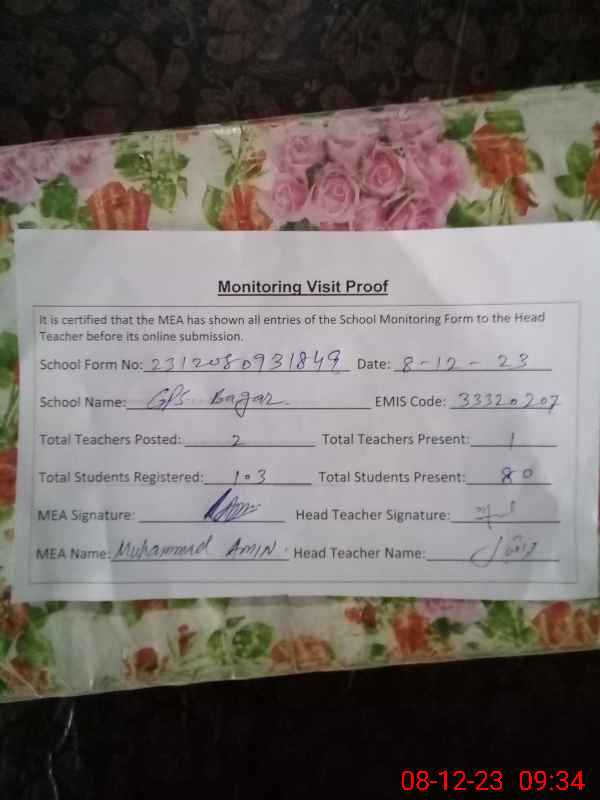 Monitoring Visit Proof
It is certified that the MEA has shown all entries of the School Monitoring Form to the Head
Teacher before its online submission.
School Form No: 2312080931849 Date: 8-12-23
School Name: GPS Bagar EMIS Code: 33320207
Total Teachers Posted: 2 Total Teachers Present: 1
Total Students Registered: 103 Total Students Present: 80
MEA Signature: Head Teacher Signature:
MEA Name: Muhammad AMIN. Head Teacher Name:
08-12-23 09:34